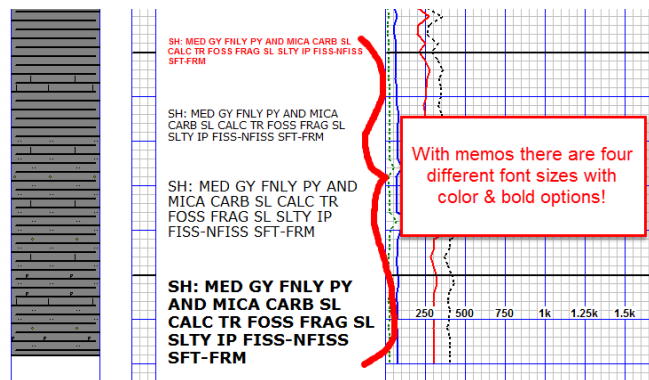 SH: MED GY FNLY PY AND MICA CARB SL
CALC TR FOSS FRAG SL SLTY IP FISS-NFISS
SFT-FRM
SH: MED GY FNLY PY AND MICA
CARB SL CALC TR FOSS FRAG SL
SLTY IP FISS-NFISS SFT-FRM
With memos there are four
different font sizes with
color & bold options!
SH: MED GY FNLY PY AND
MICA CARB SL CALC TR
FOSS FRAG SL SLTY IP
FISS-NFISS SFT-FRM
SH: MED GY FNLY PY
AND MICA CARB SL
CALC TR FOSS FRAG SL
SLTY IP FISS-NFISS
SFT-FRM
250 500 750 1k 1.25k 1.5k